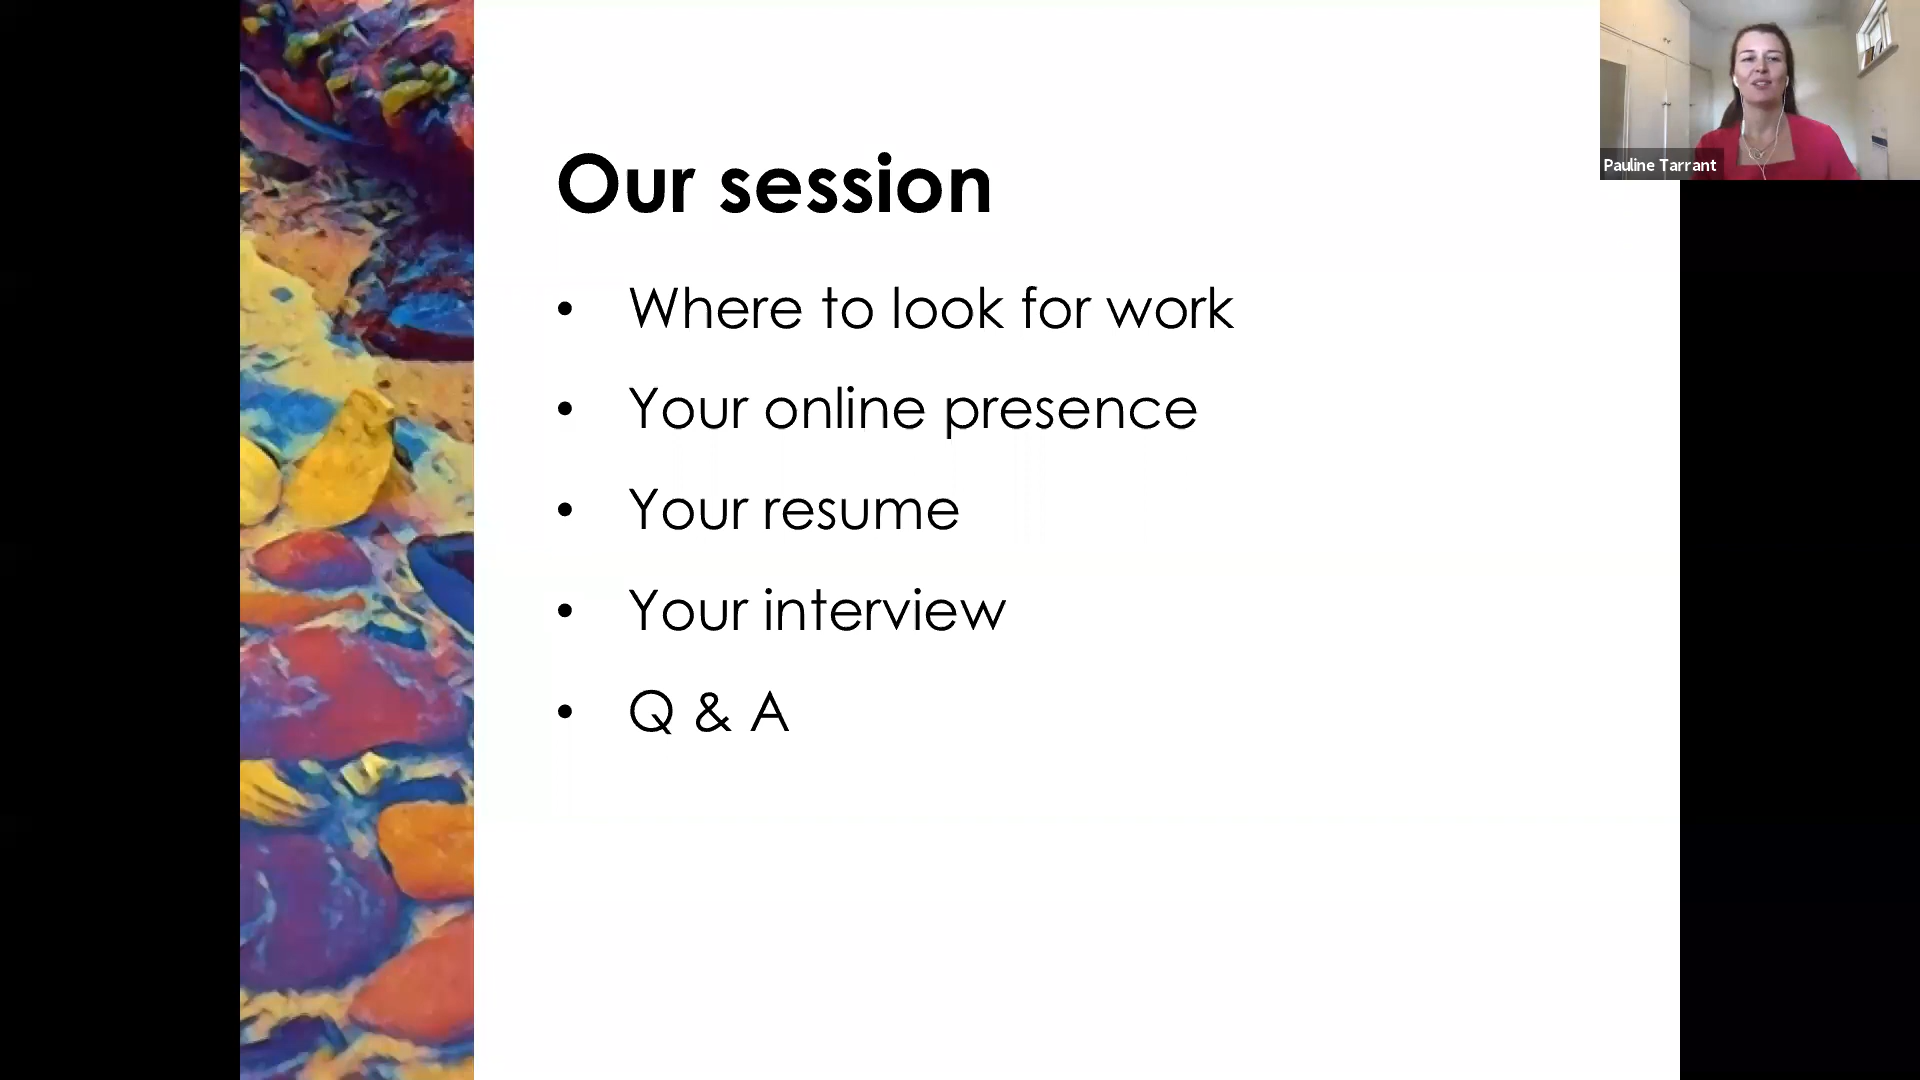 Our session
• Where to look for work
• Your online presence
• Your resume
• Your interview
• Q & A
Pauline Tarrant